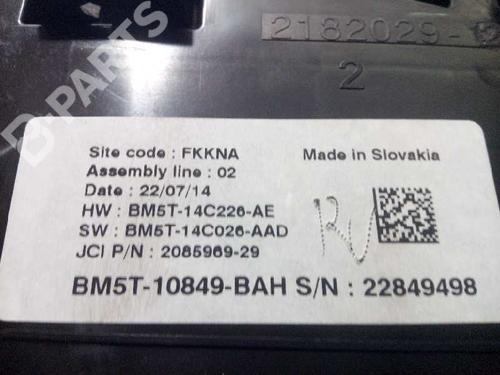 D-PARTS
2182029-
2
Site code : FKKNA
Made in Slovakia
Assembly line : 02
Date : 22/07/14
HW : BM5T-14C226-AE
SW : BM5T-14C026-AAD
JCI P/N : 2085969-29
BM5T-10849-BAH S/N : 22849498